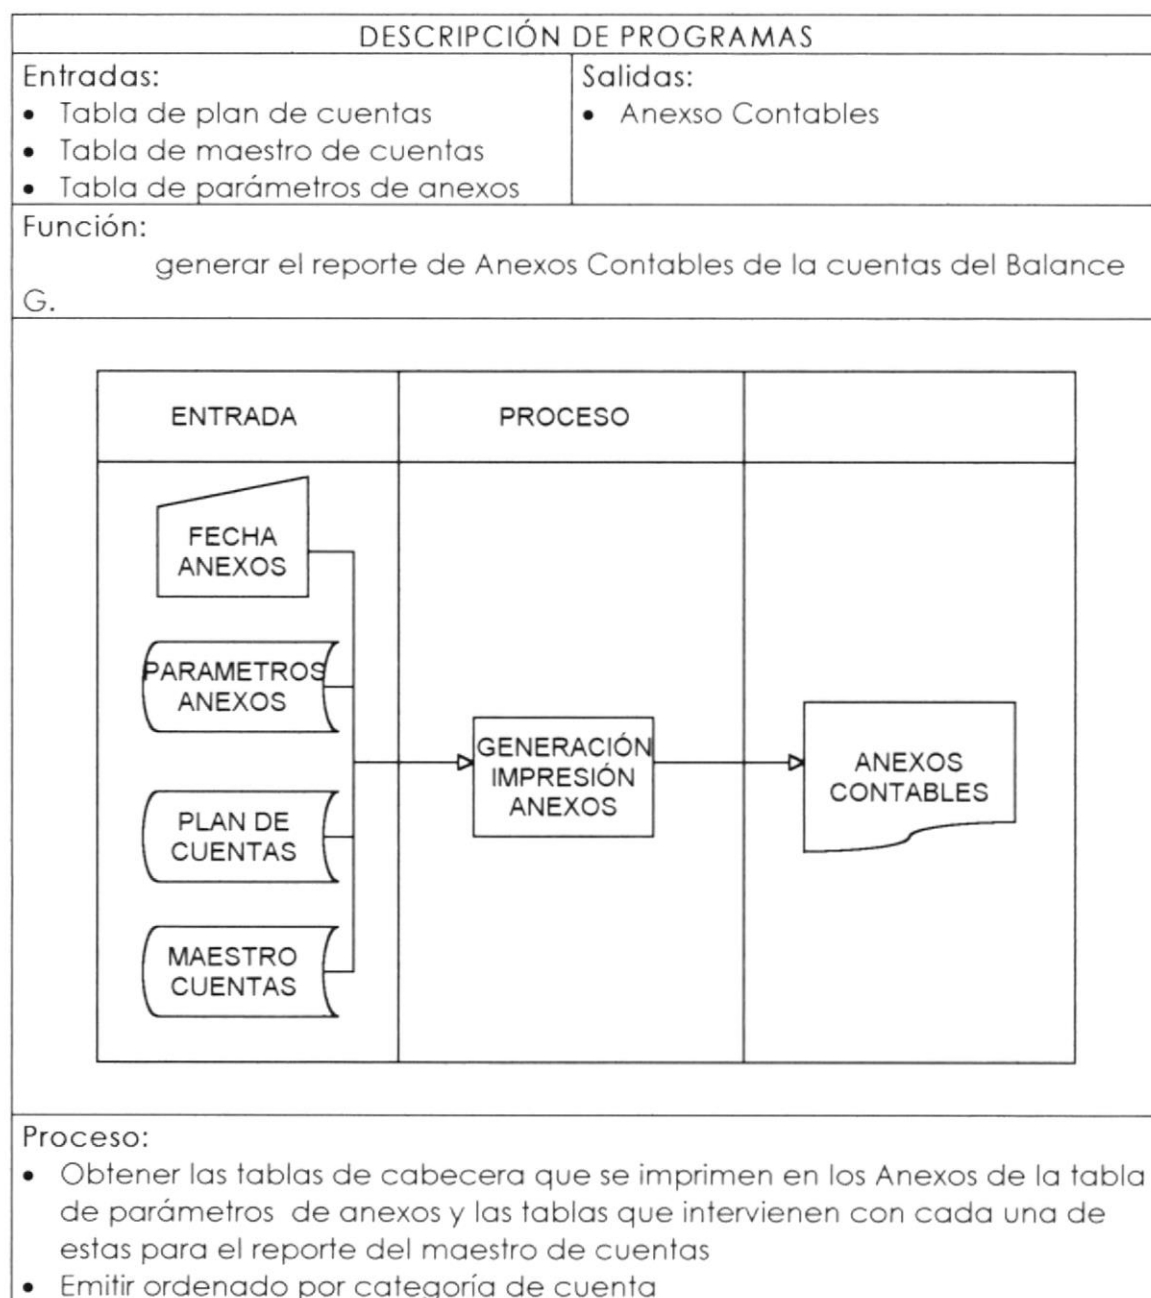 DESCRIPCIÓN DE PROGRAMAS
Entradas:
• Tabla de plan de cuentas
• Tabla de maestro de cuentas
• Tabla de parámetros de anexos
Salidas:
• Anexso Contables
Función:
generar el reporte de Anexos Contables de la cuentas del Balance
G.
ENTRADA
PROCESO
FECHA
ANEXOS
PARAMETROS
ANEXOS
PLAN DE
CUENTAS
MAESTRO
CUENTAS
GENERACIÓN
IMPRESIÓN
ANEXOS
ANEXOS
CONTABLES
Proceso:
• Obtener las tablas de cabecera que se imprimen en los Anexos de la tabla
de parámetros de anexos y las tablas que intervienen con cada una de
estas para el reporte del maestro de cuentas
• Emitir ordenado por categoría de cuenta